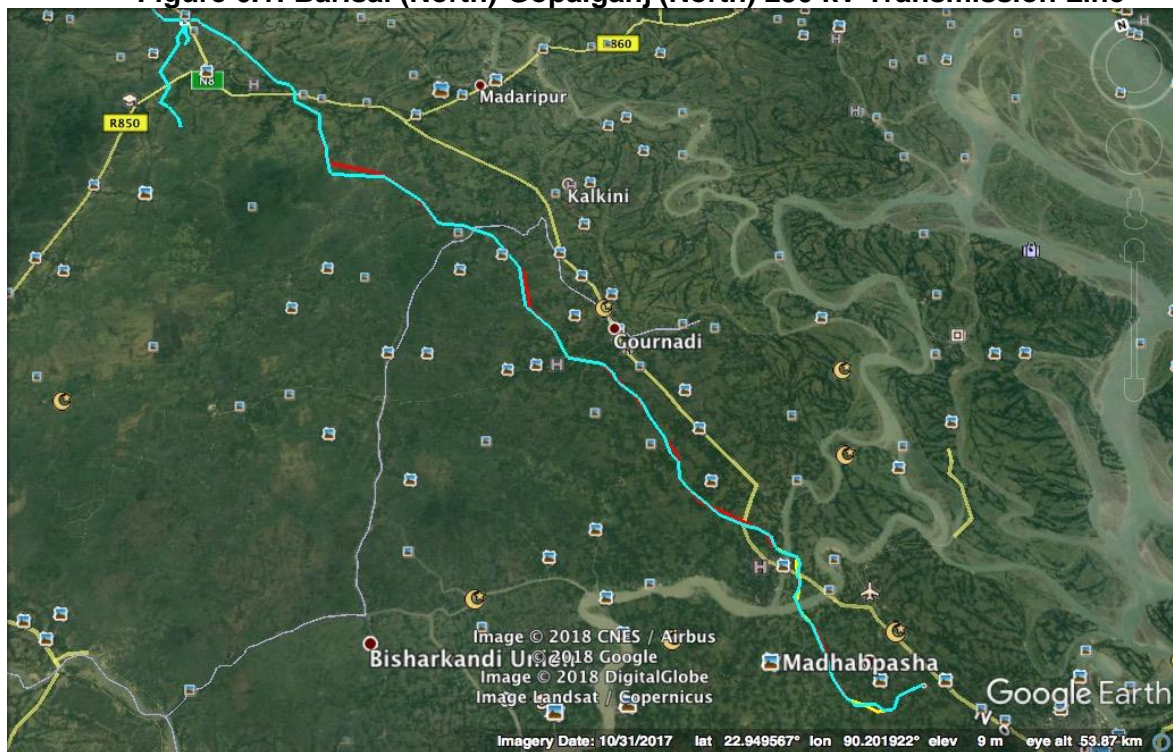 Figure 6.1: Barisal (North)-Gopalganj (North) 230 kV Transmission Line
N
R860
N8
Madaripur
R850
Kalkini
Gournadi
Bisharkandi Union
Madhabpasha
Image © 2018 CNES / Airbus
© 2018 Google
Image © 2018 DigitalGlobe
Image Landsat / Copernicus
Google Earth
N 8
Imagery Date: 10/31/2017 lat 22.949567° lon 90.201922° elev 9 m eye alt 53.87 km